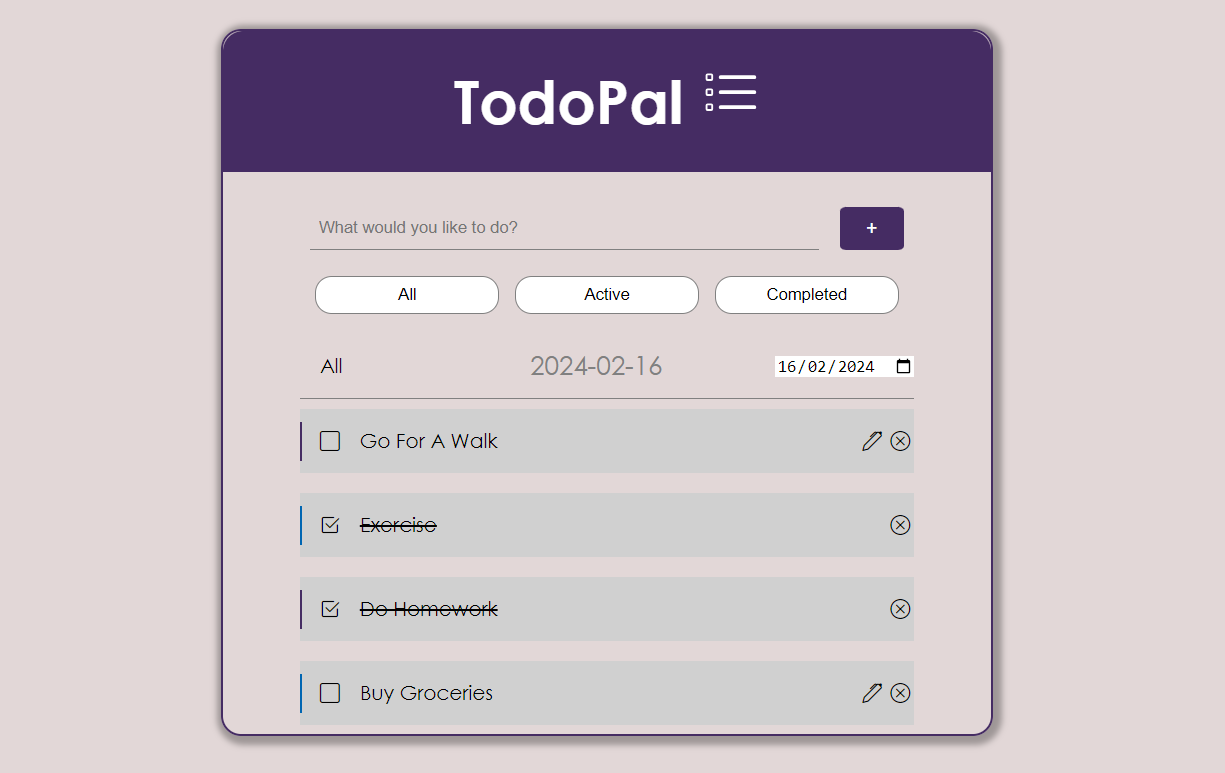 TodoPal
What would you like to do?
+
All Active Completed
All 2024-02-16 16/02/2024
Go For A Walk
Exercise
Do Homework
Buy Groceries